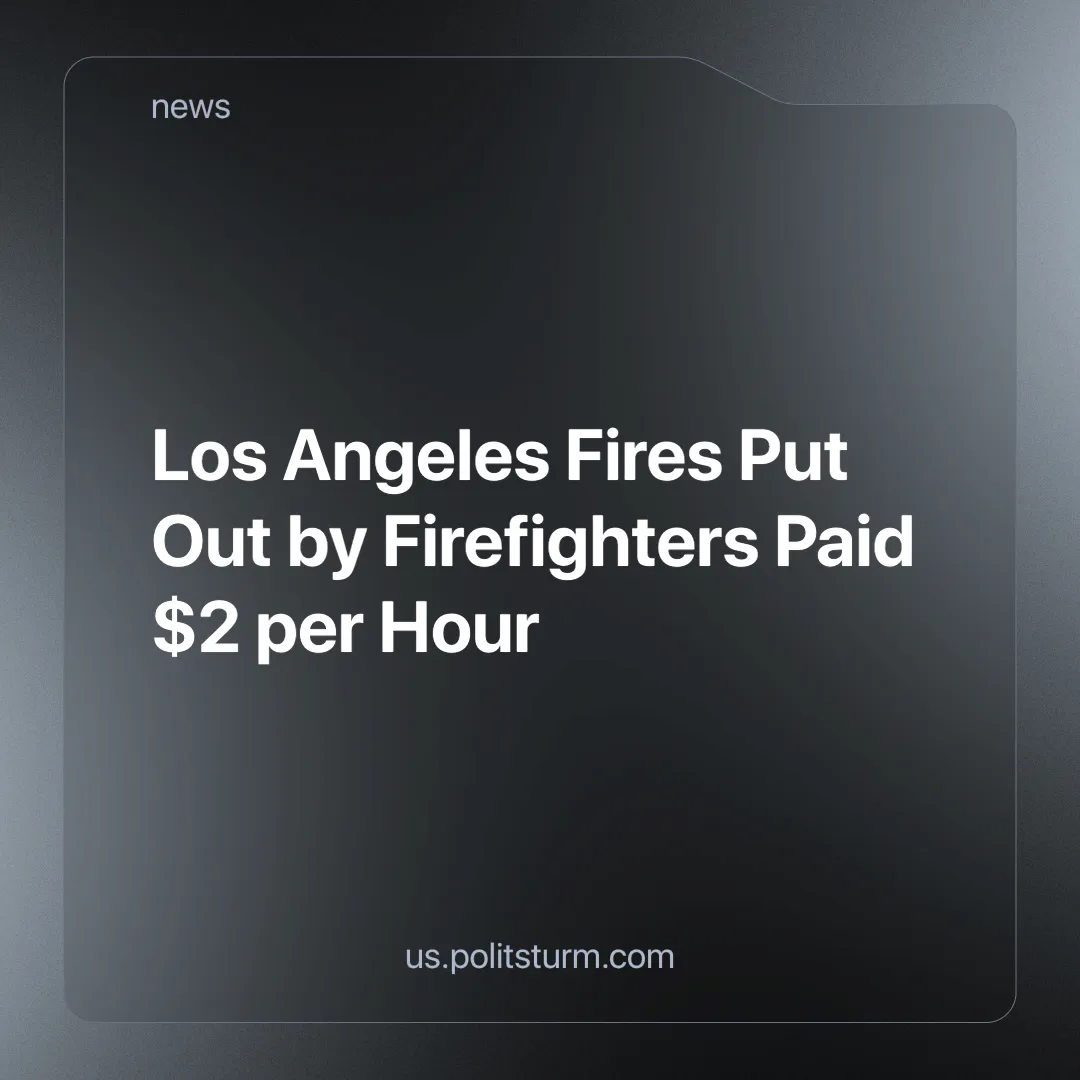 news
Los Angeles Fires Put
Out by Firefighters Paid
$2 per Hour
us.politsturm.com